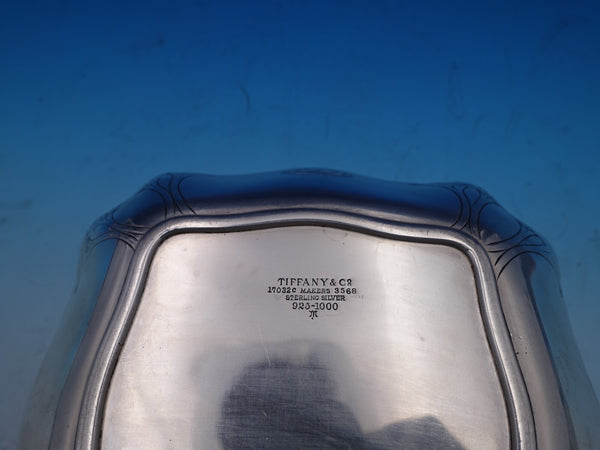 TIFFANY & Co
17032C MAKERS 3568
STERLING SILVER
925-1000
M